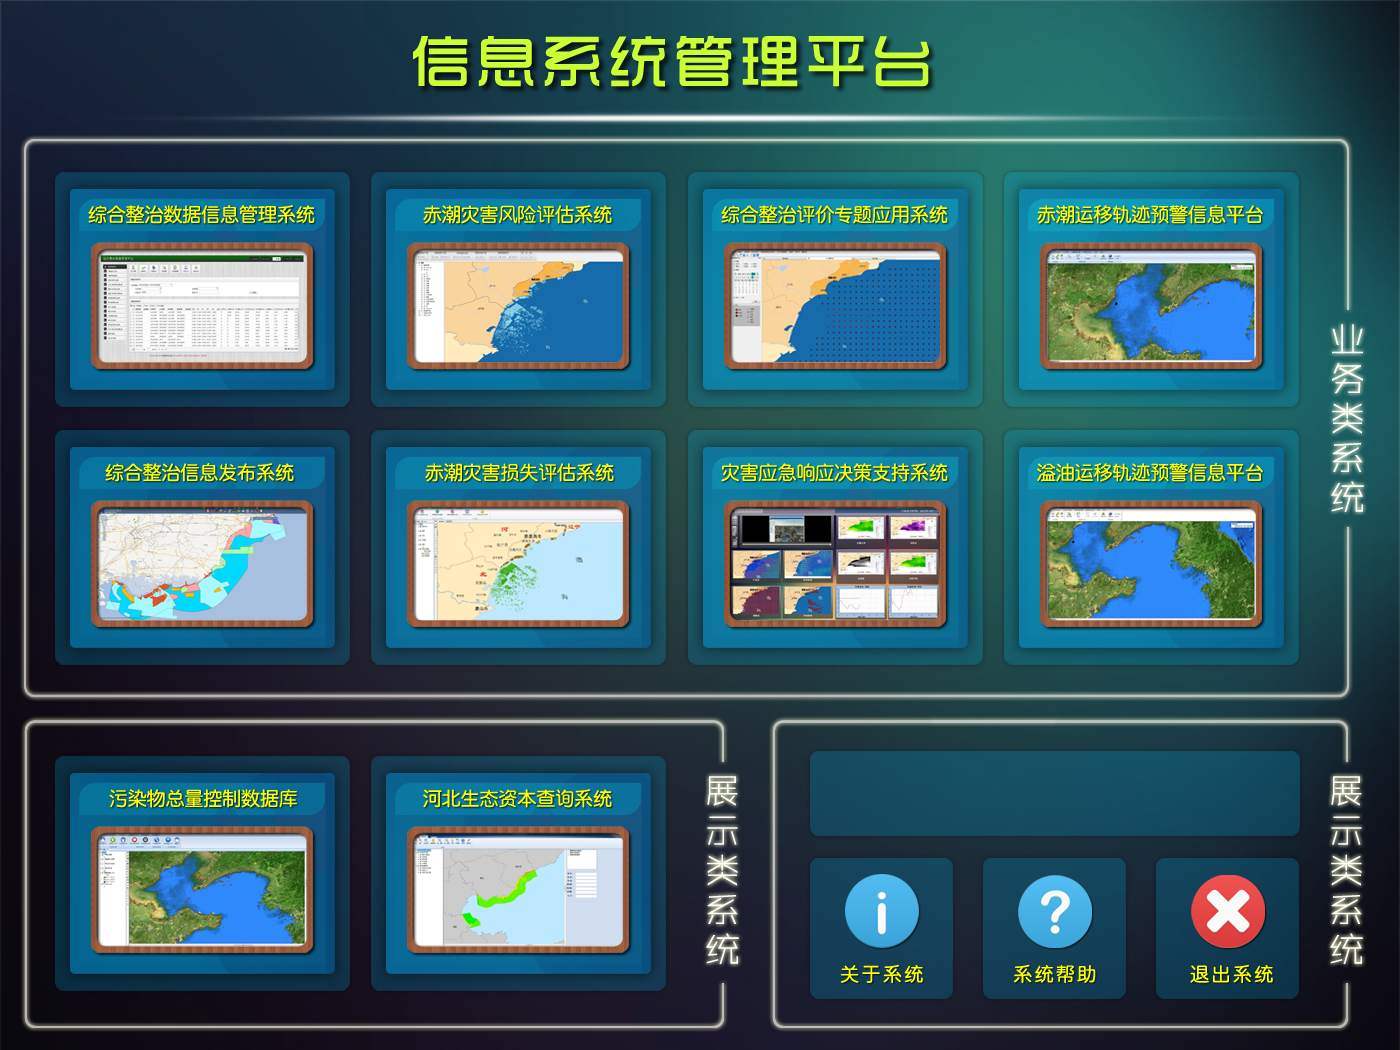 信息系统管理平台
综合整治数据信息管理系统
赤潮灾害风险评估系统
综合整治评价专题应用系统
赤潮运移轨迹预警信息平台
综合整治信息发布系统
赤潮灾害损失评估系统
灾害应急响应决策支持系统
溢油运移轨迹预警信息平台
业务类系统
污染物总量控制数据库
河北生态资本查询系统
展示类系统
关于系统
系统帮助
退出系统
展示类系统